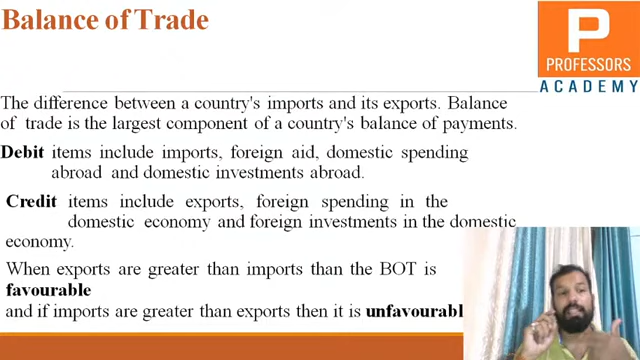 Balance of Trade
P
PROFESSORS
ACADEMY
The difference between a country's imports and its exports. Balance
of trade is the largest component of a country's balance of payments.
Debit items include imports, foreign aid, domestic spending
abroad and domestic investments abroad.
Credit items include exports, foreign spending in the
domestic economy and foreign investments in the domestic
economy.
When exports are greater than imports than the BOT is
favourable
and if imports are greater than exports then it is unfavourabl